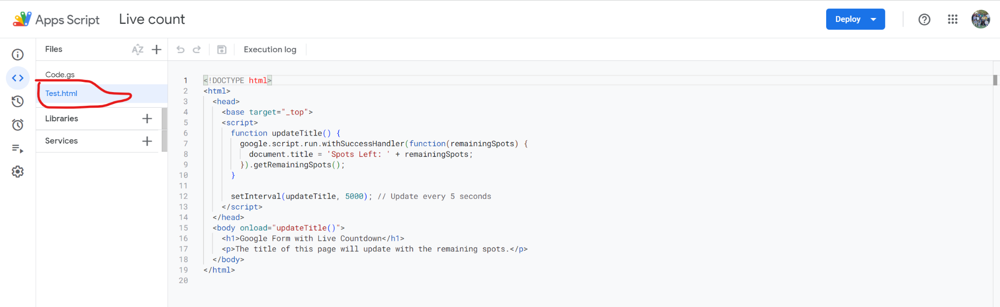 Apps Script Live count Deploy
Files AZ Execution log
Code.gs
Test.html
Libraries
Services
1 <!DOCTYPE html>
2 <html>
3 <head>
4 <base target="_top">
5 <script>
6 function updateTitle() {
7 google.script.run.withSuccessHandler(function(remainingSpots) {
8 document.title = 'Spots Left: ' + remainingSpots;
9 }).getRemainingSpots();
10 }
11
12 setInterval(updateTitle, 5000); // Update every 5 seconds
13 </script>
14 </head>
15 <body onload="updateTitle()">
16 <h1>Google Form with Live Countdown</h1>
17 <p>The title of this page will update with the remaining spots.</p>
18 </body>
19 </html>
20